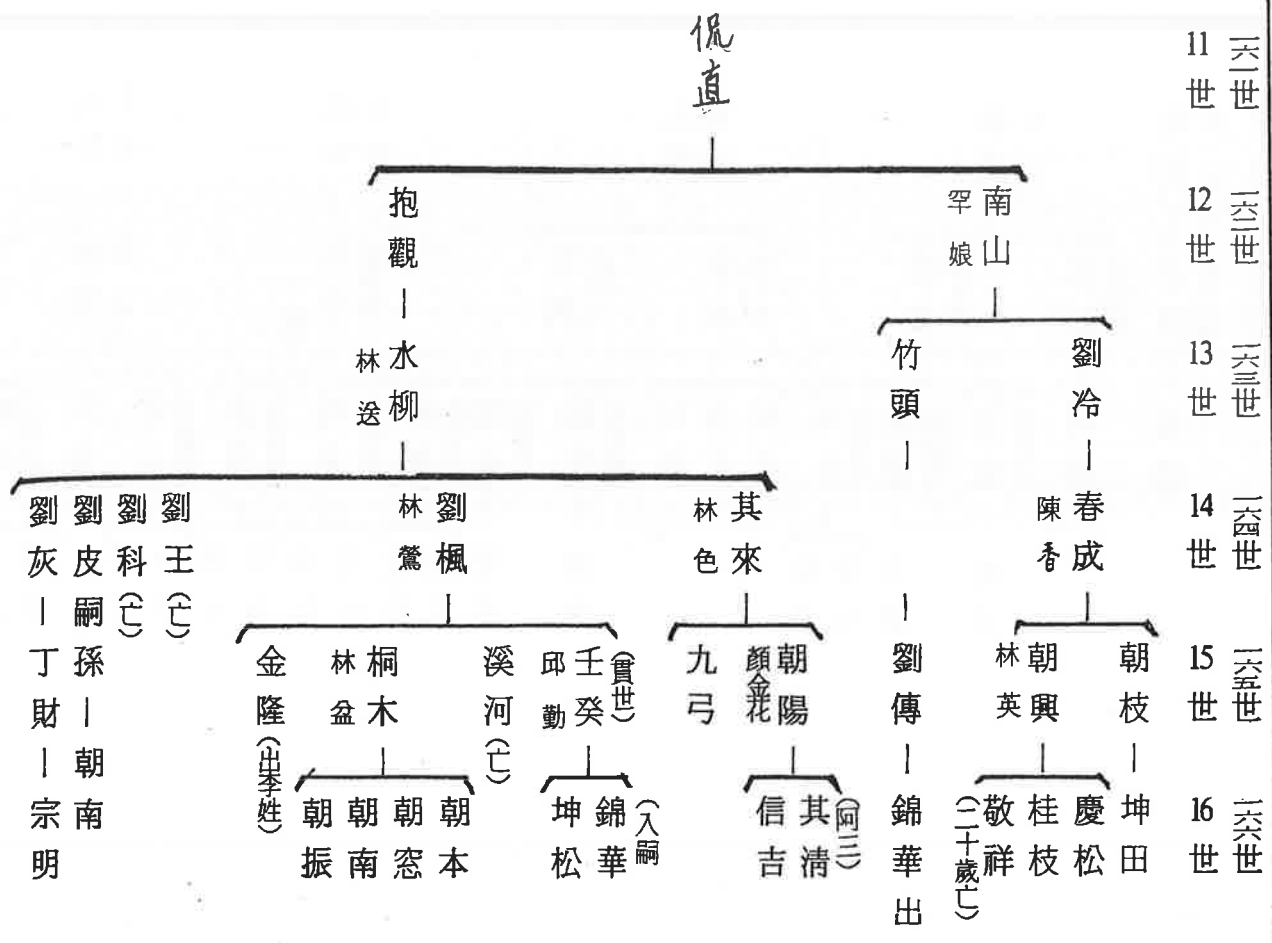 一六一世
11世
侃直
一六二世
12世
南山
罕娘
抱觀
一六三世
13世
劉冷
竹頭
水柳
林送
一六四世
14世
春成
陳香
其來
林色
劉楓
林鶯
劉王(亡)
劉科(亡)
劉皮嗣孫
劉灰
一六五世
15世
朝枝
朝興
林英
劉傳
朝陽
顏金花
九弓
(貫世)
壬癸
邱勤
溪河(亡)
桐木
林盆
金隆(出李姓)
丁財
一六六世
16世
坤田
慶松
桂枝
敬祥
(二十歲亡)
錦華出
(阿三)
其清
信吉
(入嗣
錦華
坤松
朝本
朝窓
朝南
朝振
朝南
宗明